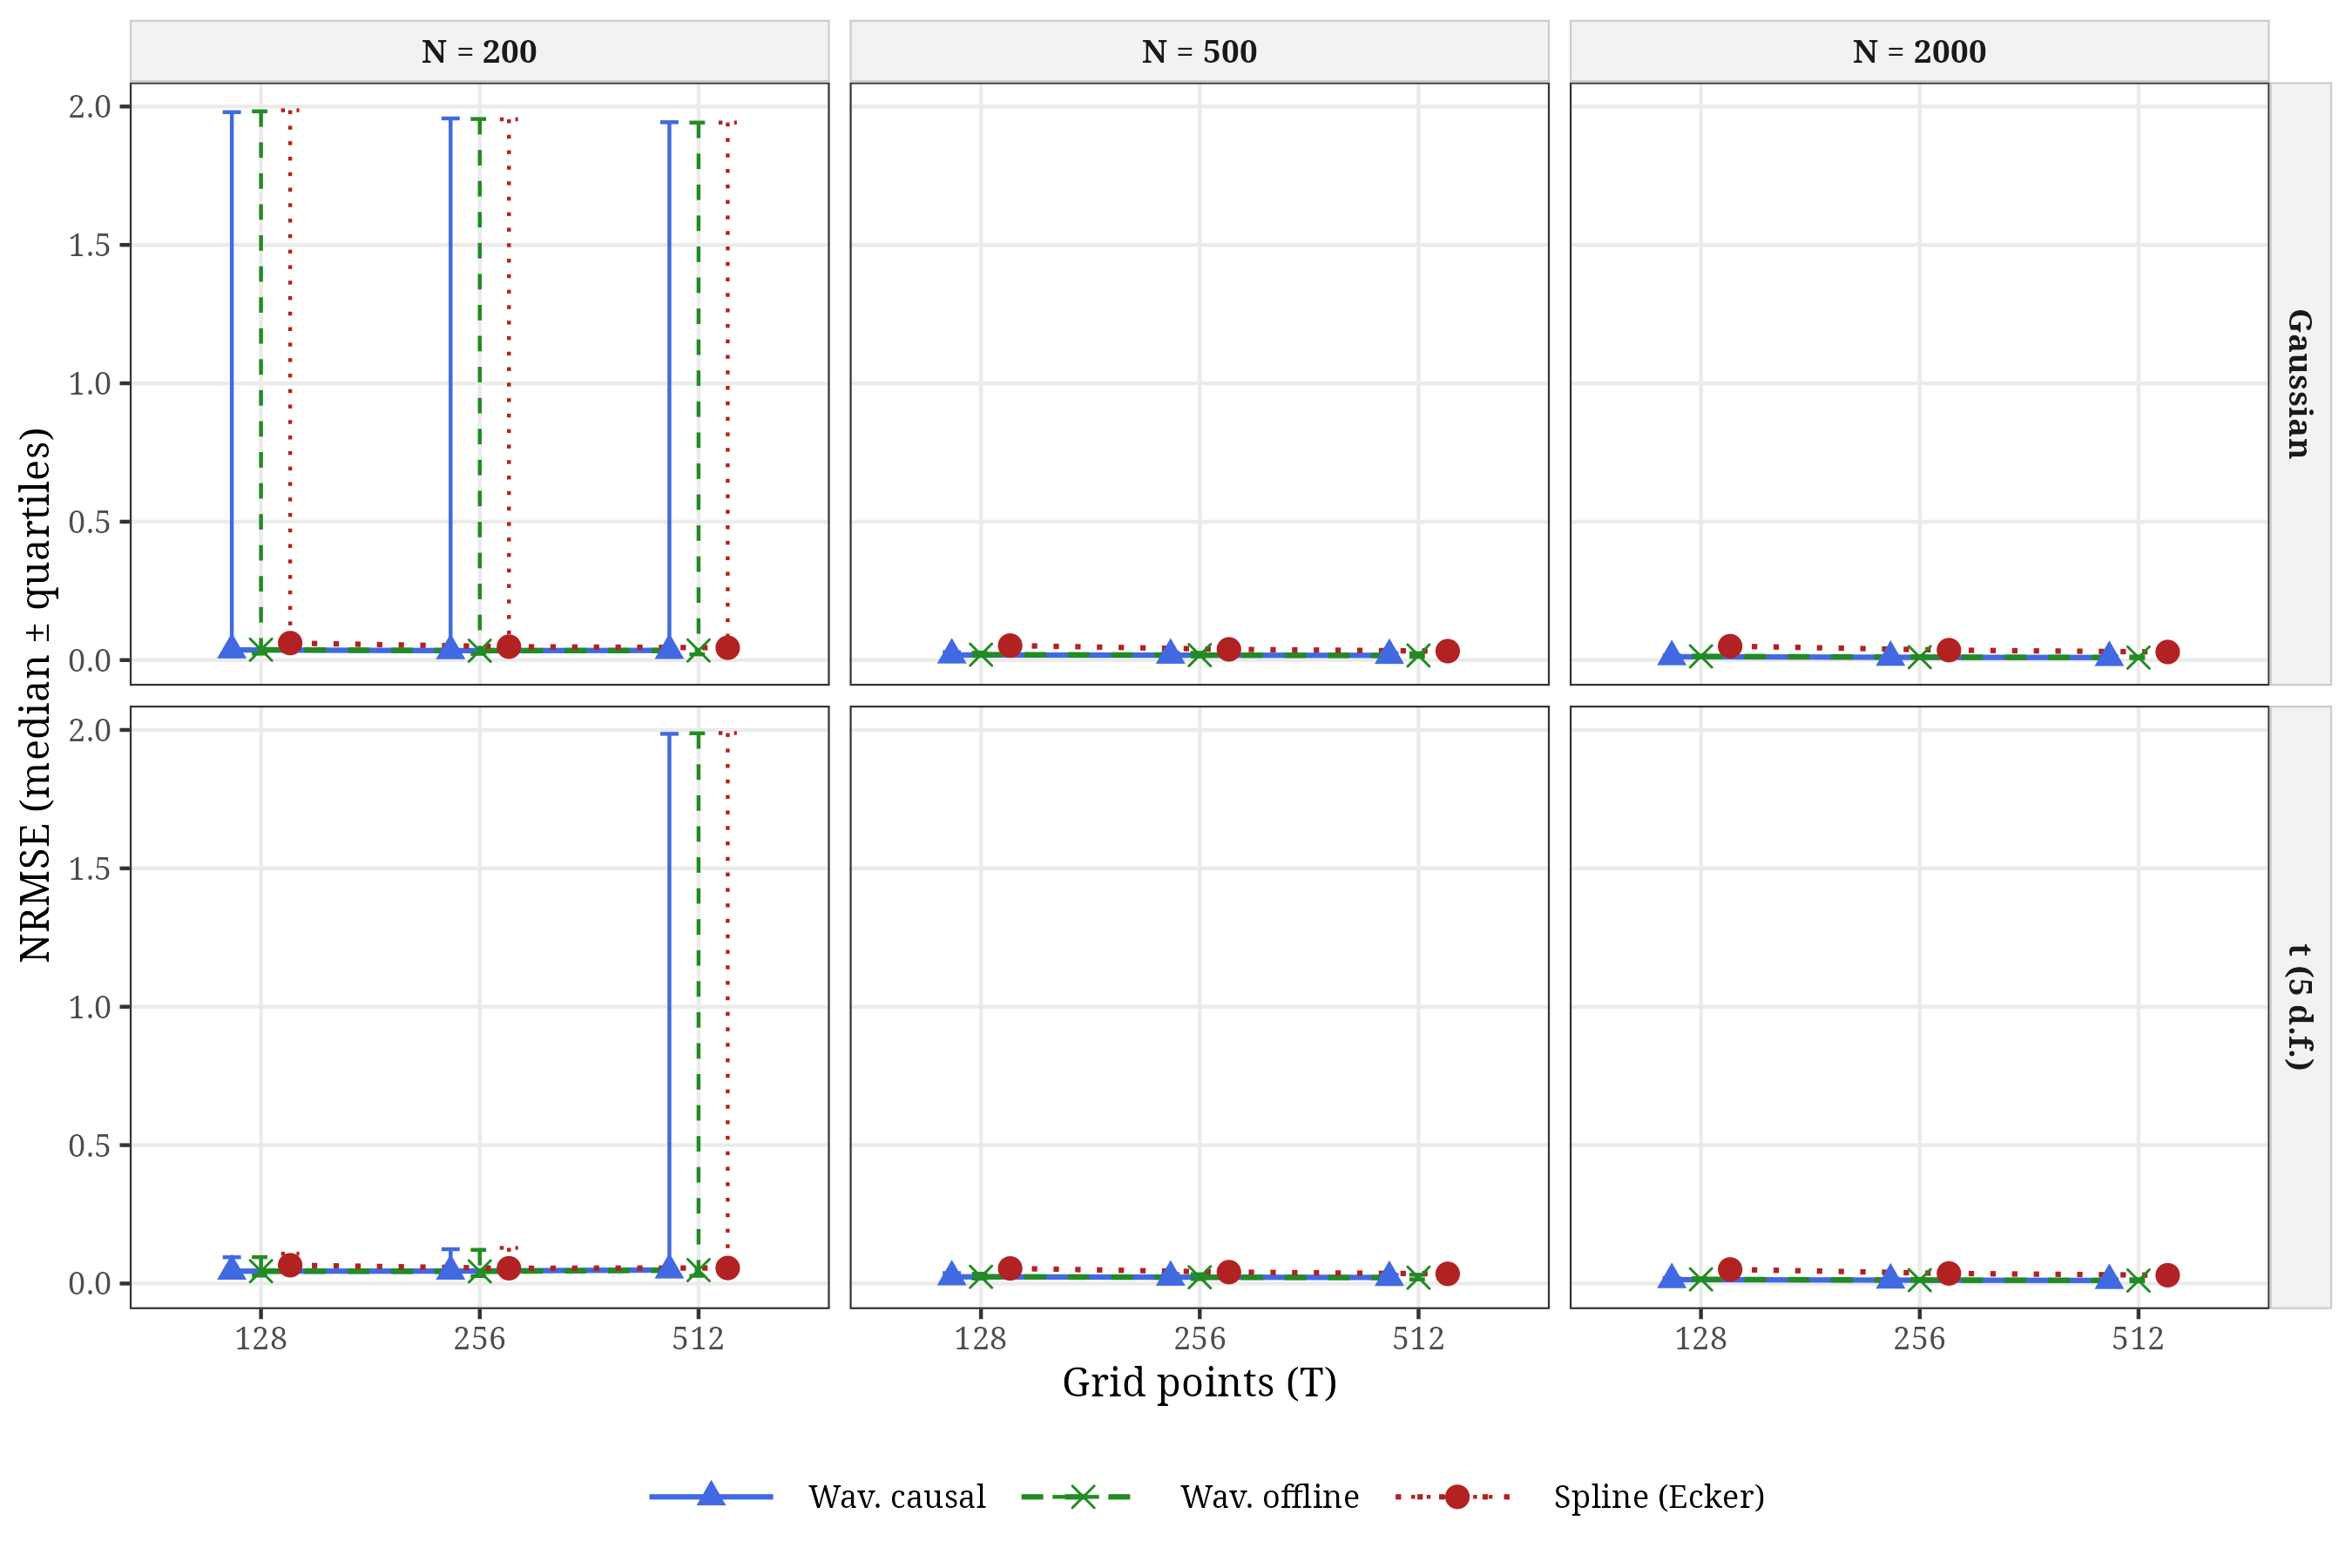 N = 200
N = 500
N = 2000
2.0
1.5
1.0
0.5
0.0
Gaussian
NRMSE (median ± quartiles)
2.0
1.5
1.0
0.5
0.0
t (5 d.f.)
128
256
512
128
256
512
128
256
512
Grid points (T)
Wav. causal
Wav. offline
Spline (Ecker)